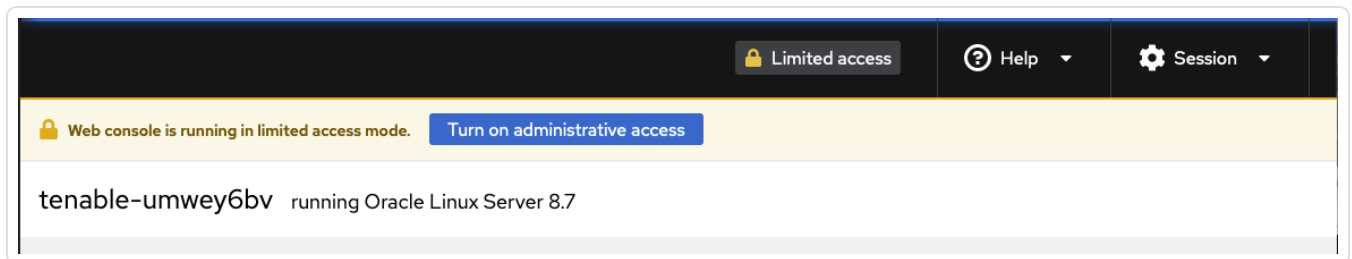 Limited access Help Session
Web console is running in limited access mode. Turn on administrative access
tenable-umwey6bv running Oracle Linux Server 8.7